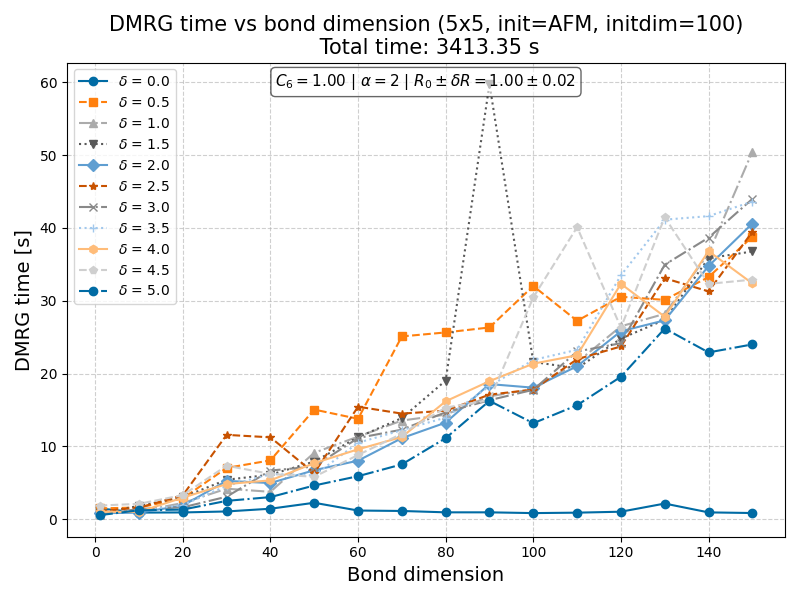 DMRG time vs bond dimension (5x5, init=AFM, initdim=100)
Total time: 3413.35 s
C₆ = 1.00 | α = 2 | R₀ ± δR = 1.00 ± 0.02
δ = 0.0
δ = 0.5
δ = 1.0
δ = 1.5
δ = 2.0
δ = 2.5
δ = 3.0
δ = 3.5
δ = 4.0
δ = 4.5
δ = 5.0
DMRG time [s]
60
50
40
30
20
10
0
0 20 40 60 80 100 120 140
Bond dimension